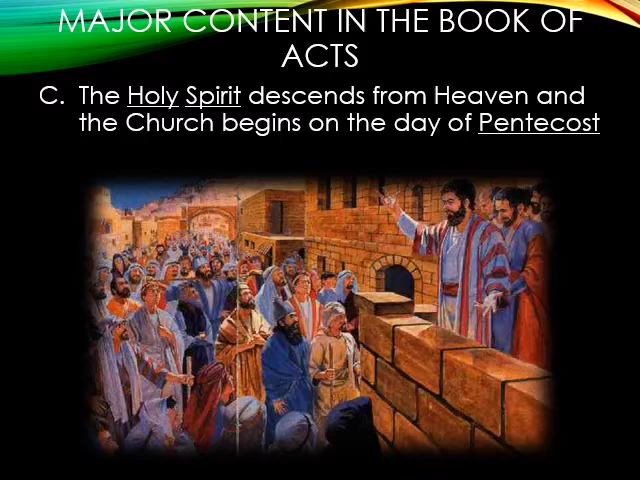 MAJOR CONTENT IN THE BOOK OF
ACTS
C. The Holy Spirit descends from Heaven and
the Church begins on the day of Pentecost